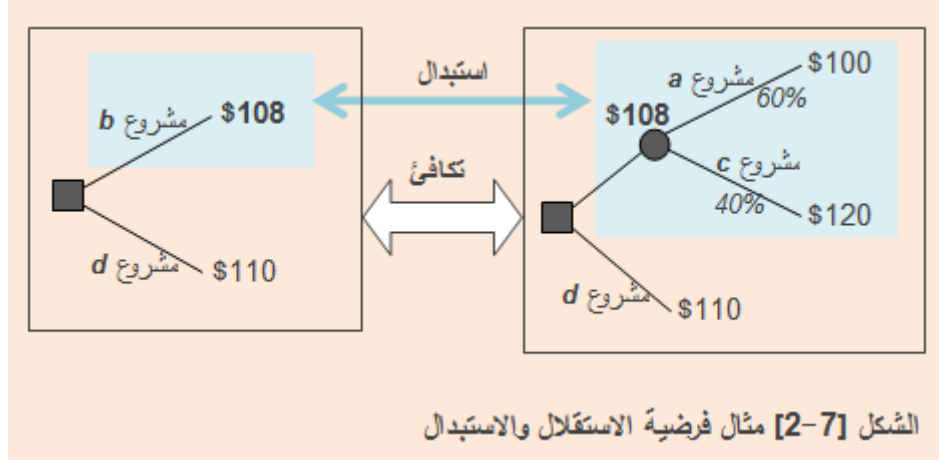 استبدال
مشروع b
$108
تكافئ
مشروع d
$110
مشروع a
$100
60%
$108
مشروع c
40%
$120
مشروع d
$110
الشكل [7-2] مثال فرضية الاستقلال والاستبدال